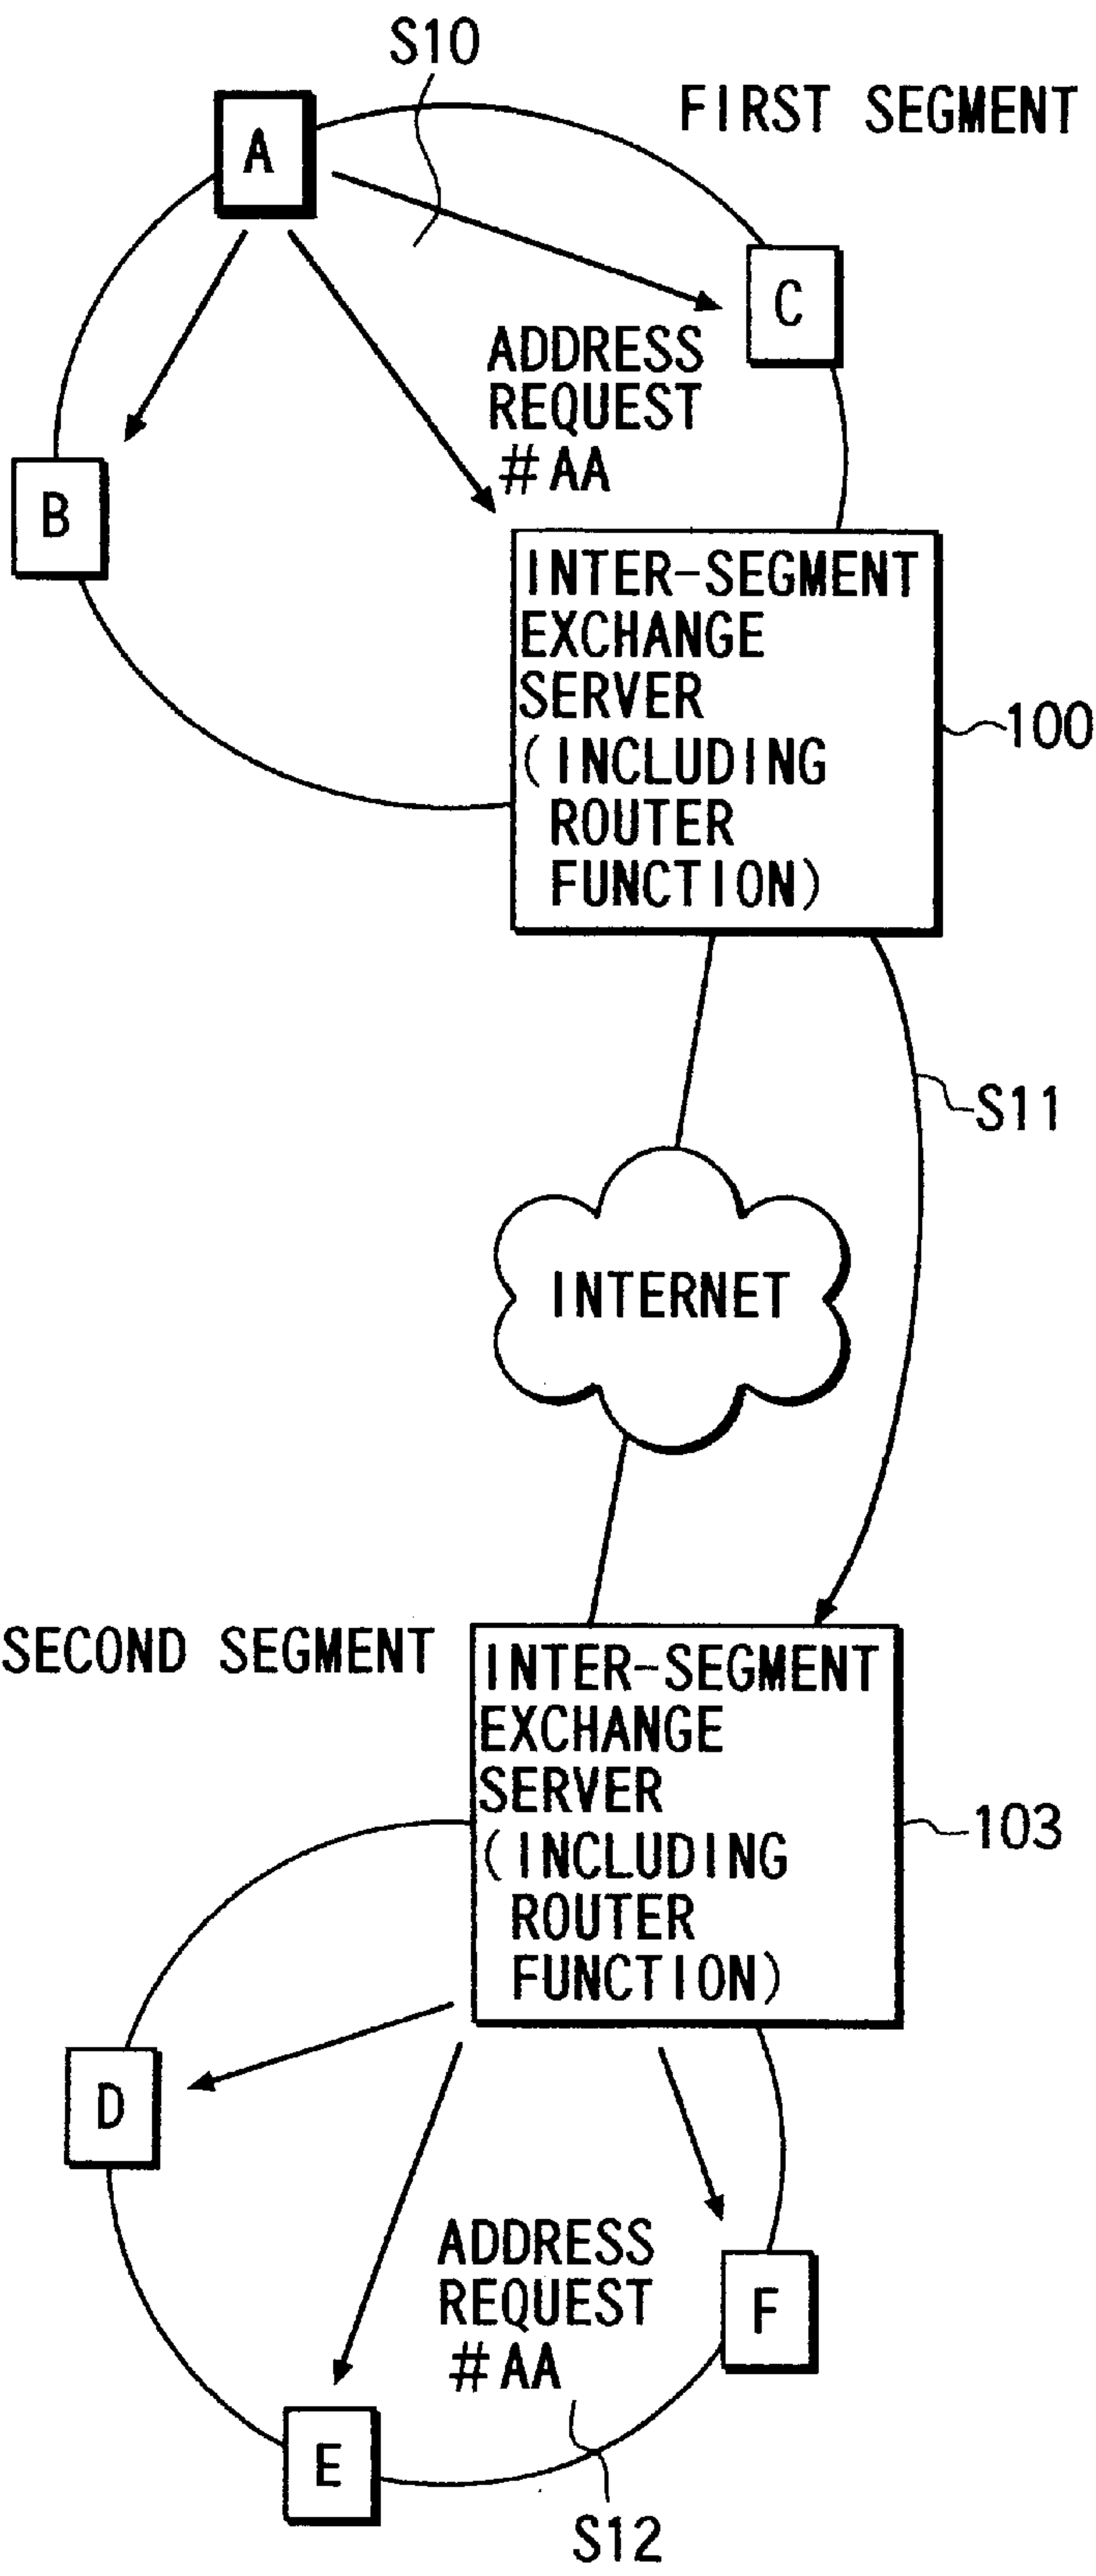 S10
FIRST SEGMENT
A
C
ADDRESS
REQUEST
#AA
B
INTER-SEGMENT
EXCHANGE
SERVER
(INCLUDING
ROUTER
FUNCTION)
100
S11
INTERNET
SECOND SEGMENT
INTER-SEGMENT
EXCHANGE
SERVER
(INCLUDING
ROUTER
FUNCTION)
103
D
ADDRESS
REQUEST
#AA
F
E
S12